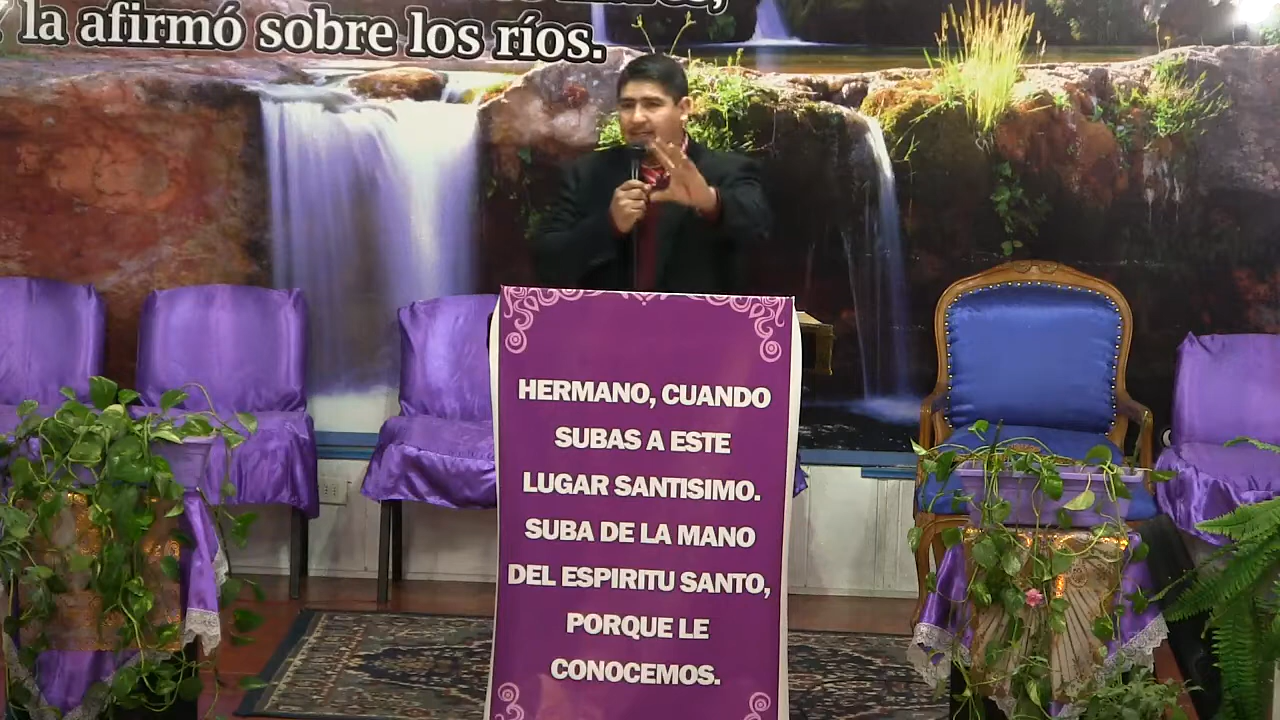 la afirmó sobre los ríos.
HERMANO, CUANDO
SUBAS A ESTE
LUGAR SANTISIMO.
SUBA DE LA MANO
DEL ESPIRITU SANTO,
PORQUE LE
CONOCEMOS.